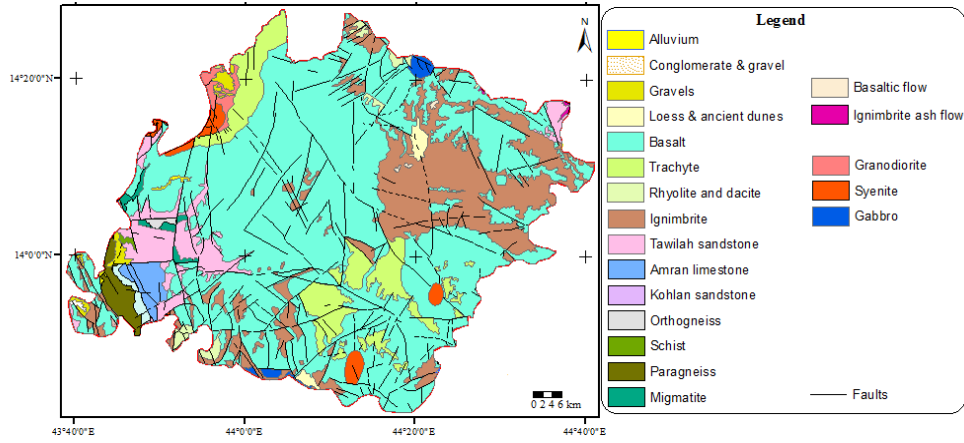 Legend
N
Alluvium
Conglomerate & gravel
Gravels
Loess & ancient dunes
Basalt
Trachyte
Rhyolite and dacite
Ignimbrite
Tawilah sandstone
Amran limestone
Kohlan sandstone
Orthogneiss
Schist
Paragneiss
Migmatite
Basaltic flow
Ignimbrite ash flow
Granodiorite
Syenite
Gabbro
Faults
14°20'0"N
14°0'0"N
0 2 4 6 km
43°40'0"E 44°0'0"E 44°20'0"E 44°40'0"E